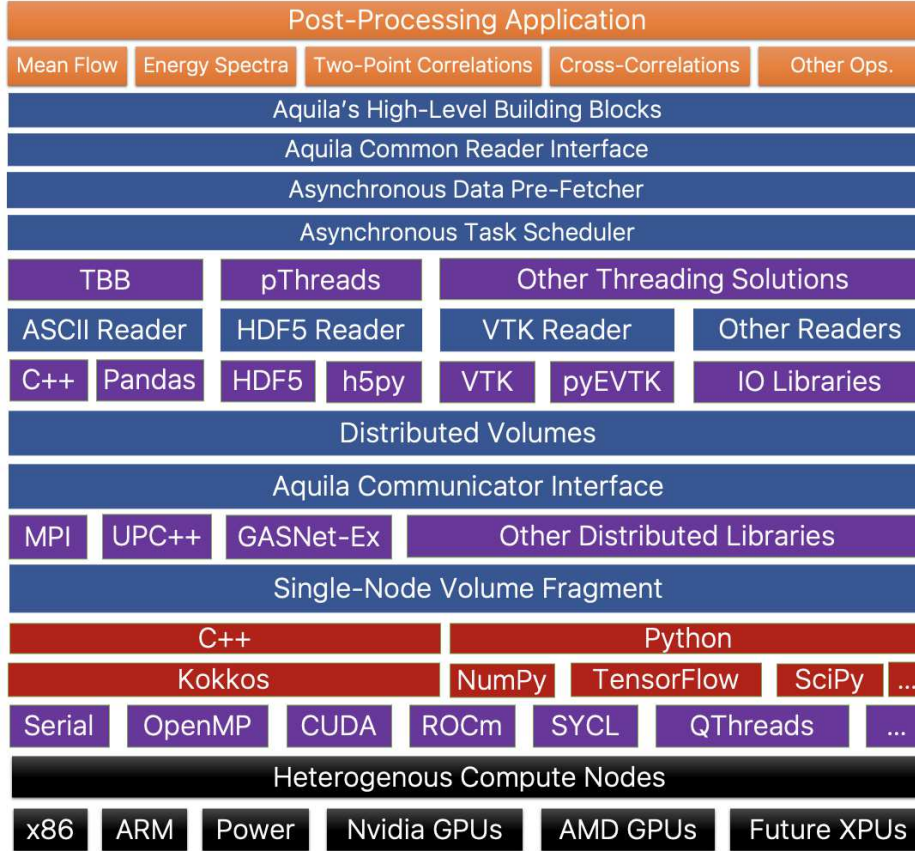 Post-Processing Application
Mean Flow Energy Spectra Two-Point Correlations Cross-Correlations Other Ops.
Aquila's High-Level Building Blocks
Aquila Common Reader Interface
Asynchronous Data Pre-Fetcher
Asynchronous Task Scheduler
TBB pThreads Other Threading Solutions
ASCII Reader HDF5 Reader VTK Reader Other Readers
C++ Pandas HDF5 h5py VTK pyEVTK IO Libraries
Distributed Volumes
Aquila Communicator Interface
MPI UPC++ GASNet-Ex Other Distributed Libraries
Single-Node Volume Fragment
C++ Python
Kokkos NumPy TensorFlow SciPy ...
Serial OpenMP CUDA ROCm SYCL QThreads ...
Heterogenous Compute Nodes
x86 ARM Power Nvidia GPUs AMD GPUs Future XPUs